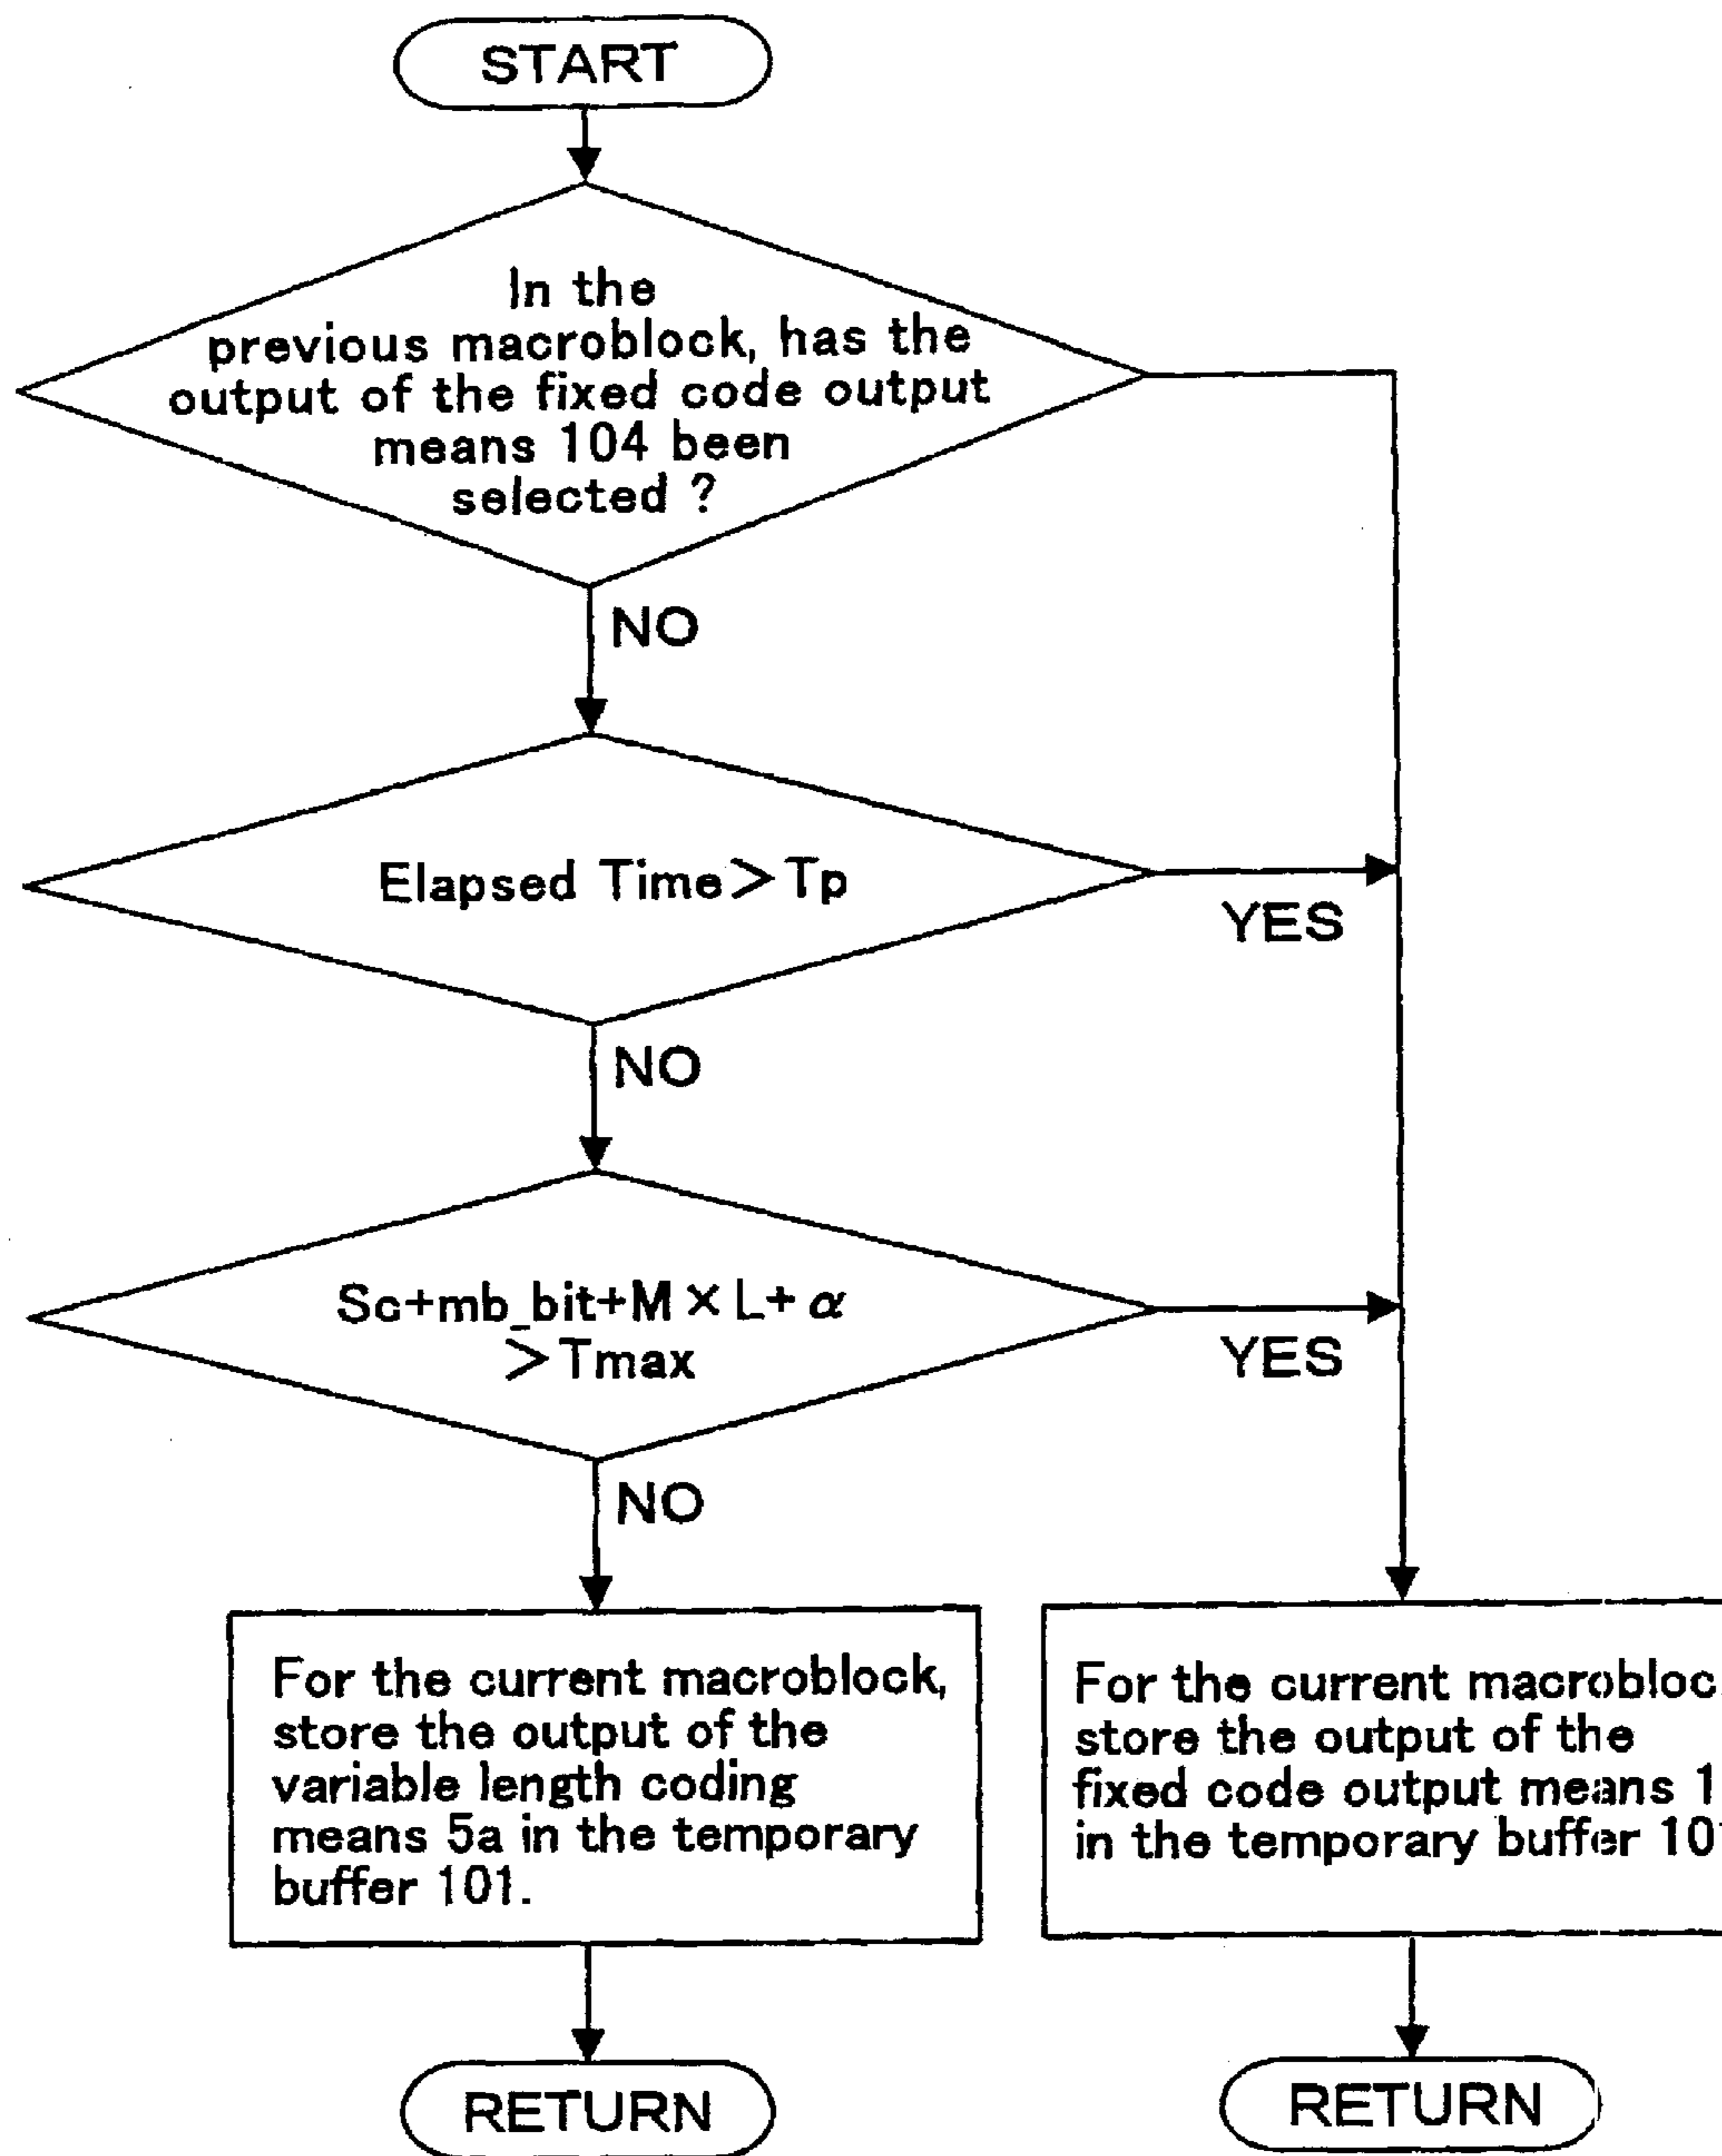 START
In the
previous macroblock, has the
output of the fixed code output
means 104 been
selected ?
NO
Elapsed Time > Tp
YES
NO
Sc+mb_bit+M × L+ α
> Tmax
YES
NO
For the current macroblock,
store the output of the
variable length coding
means 5a in the temporary
buffer 101.
For the current
store the output of the
fixed code output means
in the temporary buffer
RETURN
RETURN